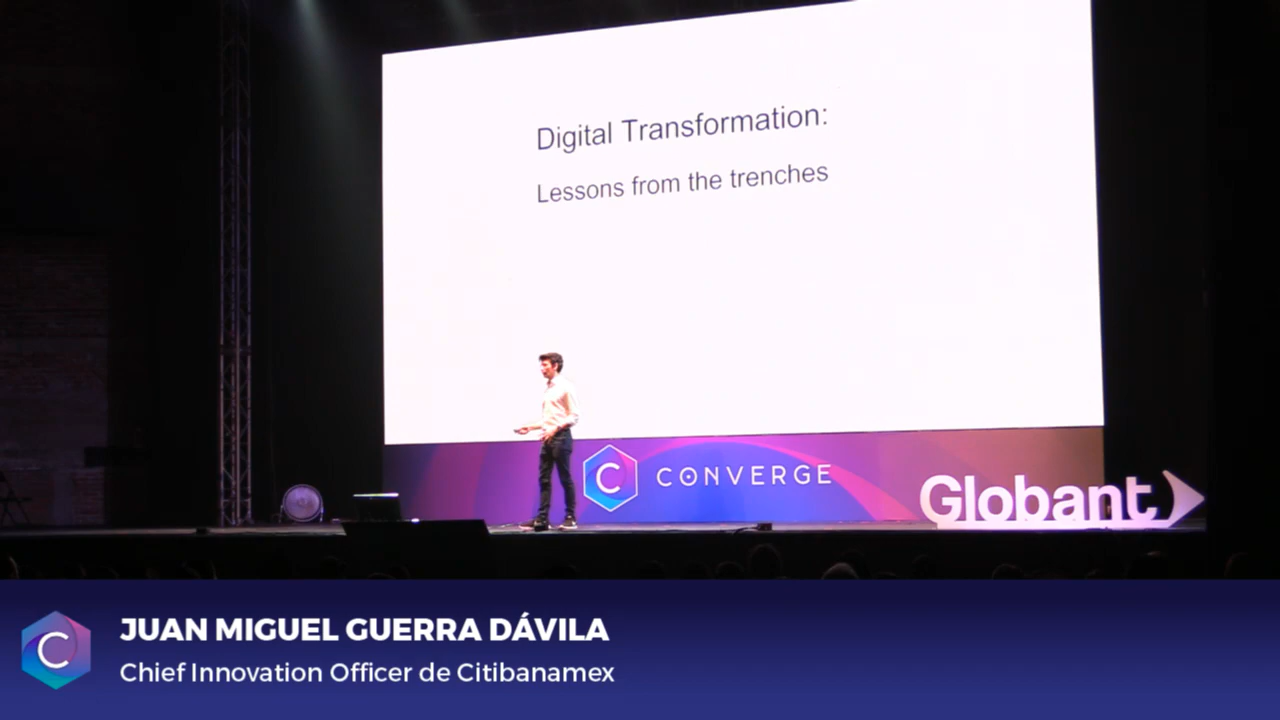 Digital Transformation:
Lessons from the trenches
C CONVERGE
Globant
C
JUAN MIGUEL GUERRA DÁVILA
Chief Innovation Officer de Citibanamex